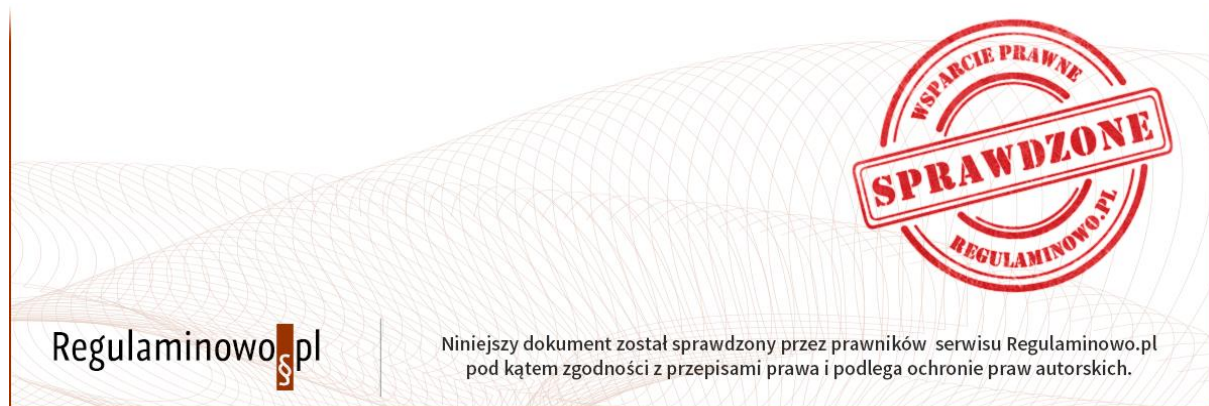 WSPARCIE PRAWNE
SPRAWDZONE
REGULAMINOWO.PL
Regulaminowo§pl
Niniejszy dokument został sprawdzony przez prawników serwisu Regulaminowo.pl
pod kątem zgodności z przepisami prawa i podlega ochronie praw autorskich.